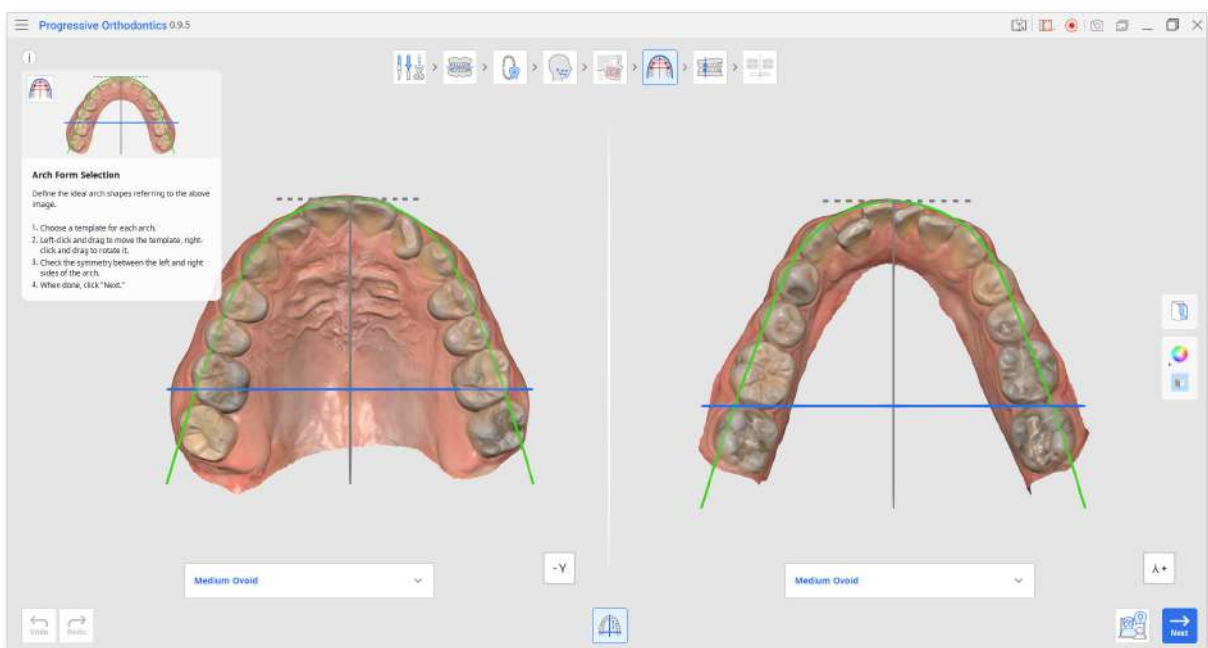 Progressive Orthodontics 0.9.5
i
Arch Form Selection
Define the ideal arch shapes referring to the above
image.
1. Choose a template for each arch.
2. Left-click and drag to move the template, right-
click and drag to rotate it.
3. Check the symmetry between the left and right
sides of the arch.
4. When done, click "Next."
- Y
Y +
Medium Ovoid
Medium Ovoid
Undo
Redo
Next